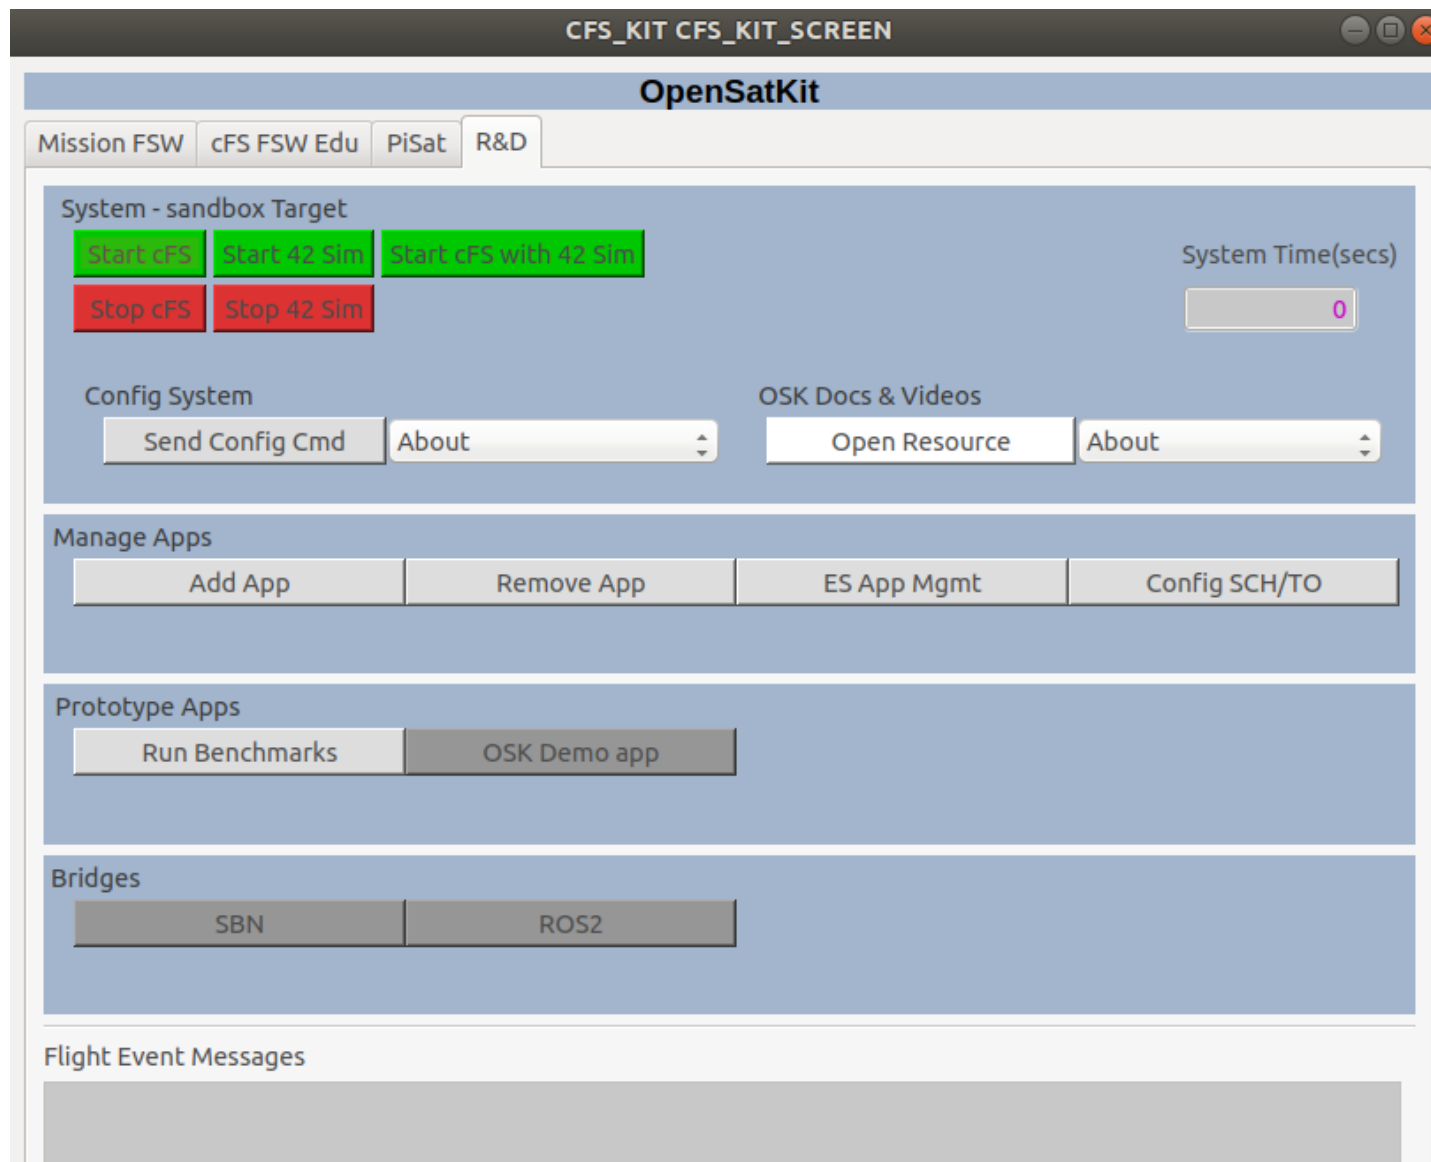 CFS_KIT CFS_KIT_SCREEN
OpenSatKit
Mission FSW cFS FSW Edu PiSat R&D
System - sandbox Target
Start cFS Start 42 Sim Start cFS with 42 Sim System Time(secs)
Stop cFS Stop 42 Sim 0
Config System OSK Docs & Videos
Send Config Cmd About Open Resource About
Manage Apps
Add App Remove App ES App Mgmt Config SCH/TO
Prototype Apps
Run Benchmarks OSK Demo app
Bridges
SBN ROS2
Flight Event Messages